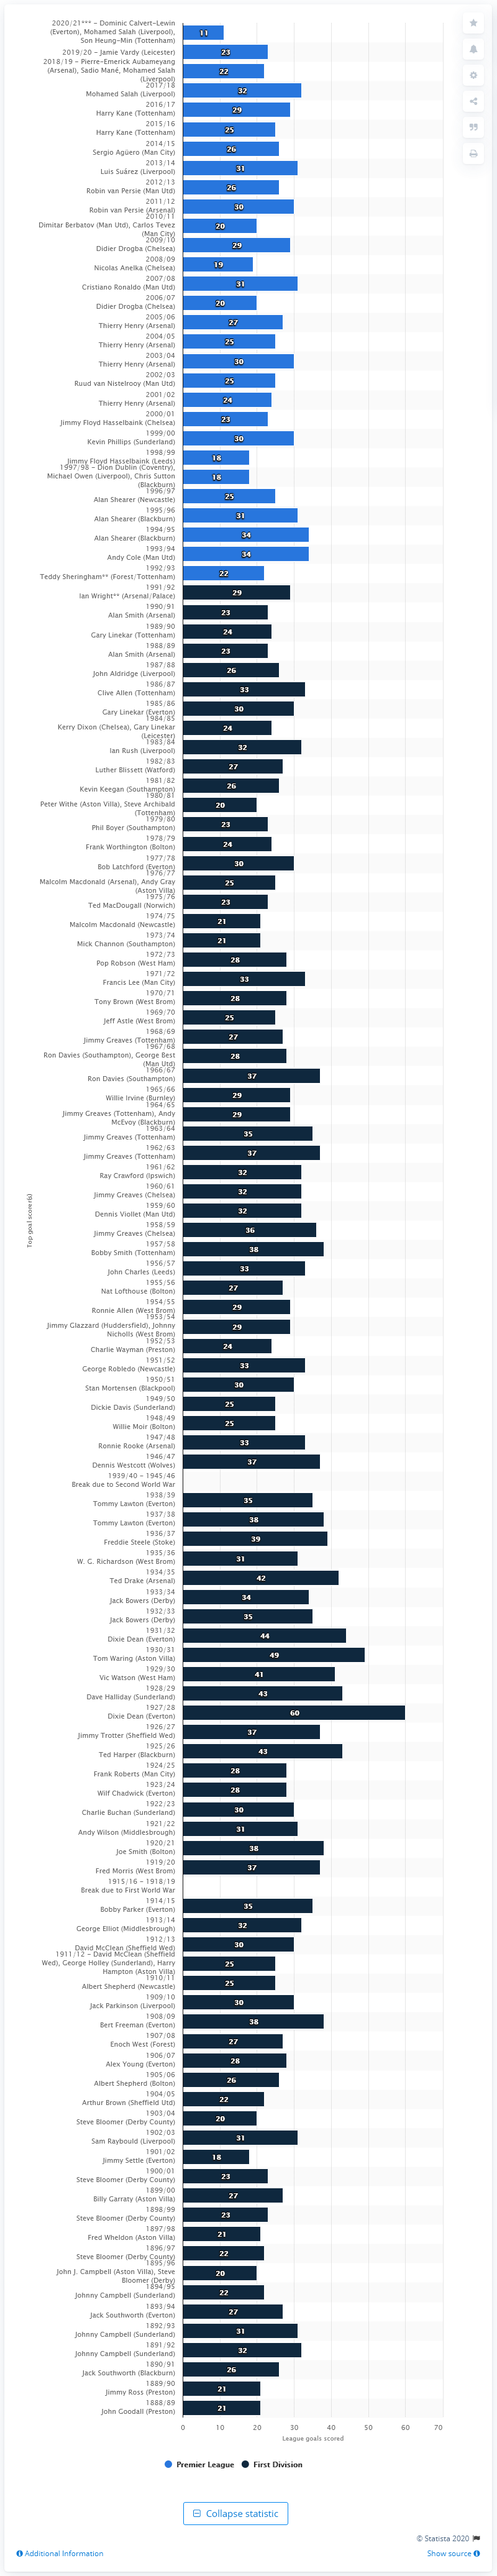 2020/21*** - Dominic Calvert-Lewin
(Everton), Mohamed Salah (Liverpool),
Son Heung-Min (Tottenham)
11
2019/20 - Jamie Vardy (Leicester)
23
2018/19 - Pierre-Emerick Aubameyang
(Arsenal), Sadio Mané, Mohamed Salah
(Liverpool)
22
2017/18
Mohamed Salah (Liverpool)
32
2016/17
Harry Kane (Tottenham)
29
2015/16
Harry Kane (Tottenham)
25
2014/15
Sergio Agüero (Man City)
26
2013/14
Luis Suárez (Liverpool)
31
2012/13
Robin van Persie (Man Utd)
26
2011/12
Robin van Persie (Arsenal)
30
2010/11
Dimitar Berbatov (Man Utd), Carlos Tevez
(Man City)
20
2009/10
Didier Drogba (Chelsea)
29
2008/09
Nicolas Anelka (Chelsea)
19
2007/08
Cristiano Ronaldo (Man Utd)
31
2006/07
Didier Drogba (Chelsea)
20
2005/06
Thierry Henry (Arsenal)
27
2004/05
Thierry Henry (Arsenal)
25
2003/04
Thierry Henry (Arsenal)
30
2002/03
Ruud van Nistelrooy (Man Utd)
25
2001/02
Thierry Henry (Arsenal)
24
2000/01
Jimmy Floyd Hasselbaink (Chelsea)
23
1999/00
Kevin Phillips (Sunderland)
30
1998/99
Jimmy Floyd Hasselbaink (Leeds)
18
1997/98 - Dion Dublin (Coventry),
Michael Owen (Liverpool), Chris Sutton
(Blackburn)
18
1996/97
Alan Shearer (Newcastle)
25
1995/96
Alan Shearer (Blackburn)
31
1994/95
Alan Shearer (Blackburn)
34
1993/94
Andy Cole (Man Utd)
34
1992/93
Teddy Sheringham** (Forest/Tottenham)
22
1991/92
Ian Wright** (Arsenal/Palace)
29
1990/91
Alan Smith (Arsenal)
23
1989/90
Gary Linekar (Tottenham)
24
1988/89
Alan Smith (Arsenal)
23
1987/88
John Aldridge (Liverpool)
26
1986/87
Clive Allen (Tottenham)
33
1985/86
Gary Linekar (Everton)
30
1984/85
Kerry Dixon (Chelsea), Gary Linekar
(Leicester)
24
1983/84
Ian Rush (Liverpool)
32
1982/83
Luther Blissett (Watford)
27
1981/82
Kevin Keegan (Southampton)
26
1980/81
Peter Withe (Aston Villa), Steve Archibald
(Tottenham)
20
1979/80
Phil Boyer (Southampton)
23
1978/79
Frank Worthington (Bolton)
24
1977/78
Bob Latchford (Everton)
30
1976/77
Malcolm Macdonald (Arsenal), Andy Gray
(Aston Villa)
25
1975/76
Ted MacDougall (Norwich)
23
1974/75
Malcolm Macdonald (Newcastle)
21
1973/74
Mick Channon (Southampton)
21
1972/73
Pop Robson (West Ham)
28
1971/72
Francis Lee (Man City)
33
1970/71
Tony Brown (West Brom)
28
1969/70
Jeff Astle (West Brom)
25
1968/69
Jimmy Greaves (Tottenham)
27
1967/68
Ron Davies (Southampton), George Best
(Man Utd)
28
1966/67
Ron Davies (Southampton)
37
1965/66
Willie Irvine (Burnley)
29
1964/65
Jimmy Greaves (Tottenham), Andy
McEvoy (Blackburn)
29
1963/64
Jimmy Greaves (Tottenham)
35
1962/63
Jimmy Greaves (Tottenham)
37
1961/62
Ray Crawford (Ipswich)
32
1960/61
Jimmy Greaves (Chelsea)
32
1959/60
Dennis Viollet (Man Utd)
32
1958/59
Jimmy Greaves (Chelsea)
36
1957/58
Bobby Smith (Tottenham)
38
1956/57
John Charles (Leeds)
33
1955/56
Nat Lofthouse (Bolton)
27
1954/55
Ronnie Allen (West Brom)
29
1953/54
Jimmy Glazzard (Huddersfield), Johnny
Nicholls (West Brom)
29
1952/53
Charlie Wayman (Preston)
24
1951/52
George Robledo (Newcastle)
33
1950/51
Stan Mortensen (Blackpool)
30
1949/50
Dickie Davis (Sunderland)
25
1948/49
Willie Moir (Bolton)
25
1947/48
Ronnie Rooke (Arsenal)
33
1946/47
Dennis Westcott (Wolves)
37
1939/40 - 1945/46
Break due to Second World War
1938/39
Tommy Lawton (Everton)
35
1937/38
Tommy Lawton (Everton)
38
1936/37
Freddie Steele (Stoke)
39
1935/36
W. G. Richardson (West Brom)
31
1934/35
Ted Drake (Arsenal)
42
1933/34
Jack Bowers (Derby)
34
1932/33
Jack Bowers (Derby)
35
1931/32
Dixie Dean (Everton)
44
1930/31
Tom Waring (Aston Villa)
49
1929/30
Vic Watson (West Ham)
41
1928/29
Dave Halliday (Sunderland)
43
1927/28
Dixie Dean (Everton)
60
1926/27
Jimmy Trotter (Sheffield Wed)
37
1925/26
Ted Harper (Blackburn)
43
1924/25
Frank Roberts (Man City)
28
1923/24
Wilf Chadwick (Everton)
28
1922/23
Charlie Buchan (Sunderland)
30
1921/22
Andy Wilson (Middlesbrough)
31
1920/21
Joe Smith (Bolton)
38
1919/20
Fred Morris (West Brom)
37
1915/16 - 1918/19
Break due to First World War
1914/15
Bobby Parker (Everton)
35
1913/14
George Elliot (Middlesbrough)
32
1912/13
David McClean (Sheffield Wed)
30
1911/12 - David McClean (Sheffield
Wed), George Holley (Sunderland), Harry
Hampton (Aston Villa)
25
1910/11
Albert Shepherd (Newcastle)
25
1909/10
Jack Parkinson (Liverpool)
30
1908/09
Bert Freeman (Everton)
38
1907/08
Enoch West (Forest)
27
1906/07
Alex Young (Everton)
28
1905/06
Albert Shepherd (Bolton)
26
1904/05
Arthur Brown (Sheffield Utd)
22
1903/04
Steve Bloomer (Derby County)
20
1902/03
Sam Raybould (Liverpool)
31
1901/02
Jimmy Settle (Everton)
18
1900/01
Steve Bloomer (Derby County)
23
1899/00
Billy Garraty (Aston Villa)
27
1898/99
Steve Bloomer (Derby County)
23
1897/98
Fred Wheldon (Aston Villa)
21
1896/97
Steve Bloomer (Derby County)
22
1895/96
John J. Campbell (Aston Villa), Steve
Bloomer (Derby)
20
1894/95
Johnny Campbell (Sunderland)
22
1893/94
Jack Southworth (Everton)
27
1892/93
Johnny Campbell (Sunderland)
31
1891/92
Johnny Campbell (Sunderland)
32
1890/91
Jack Southworth (Blackburn)
26
1889/90
Jimmy Ross (Preston)
21
1888/89
John Goodall (Preston)
21
Top goal scorer(s)
0 10 20 30 40 50 60 70
League goals scored
Premier League First Division
Collapse statistic
© Statista 2020
Additional Information
Show source